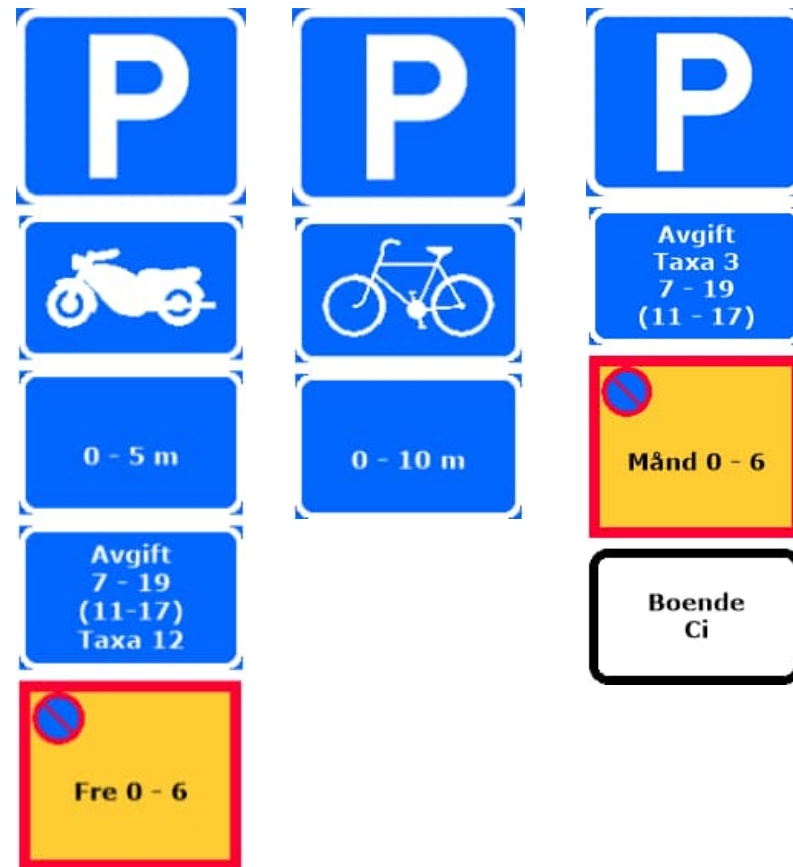 P
0 - 5 m
Avgift
7 - 19
(11-17)
Taxa 12
Fre 0 - 6
P
0 - 10 m
P
Avgift
Taxa 3
7 - 19
(11 - 17)
Månd 0 - 6
Boende
Ci